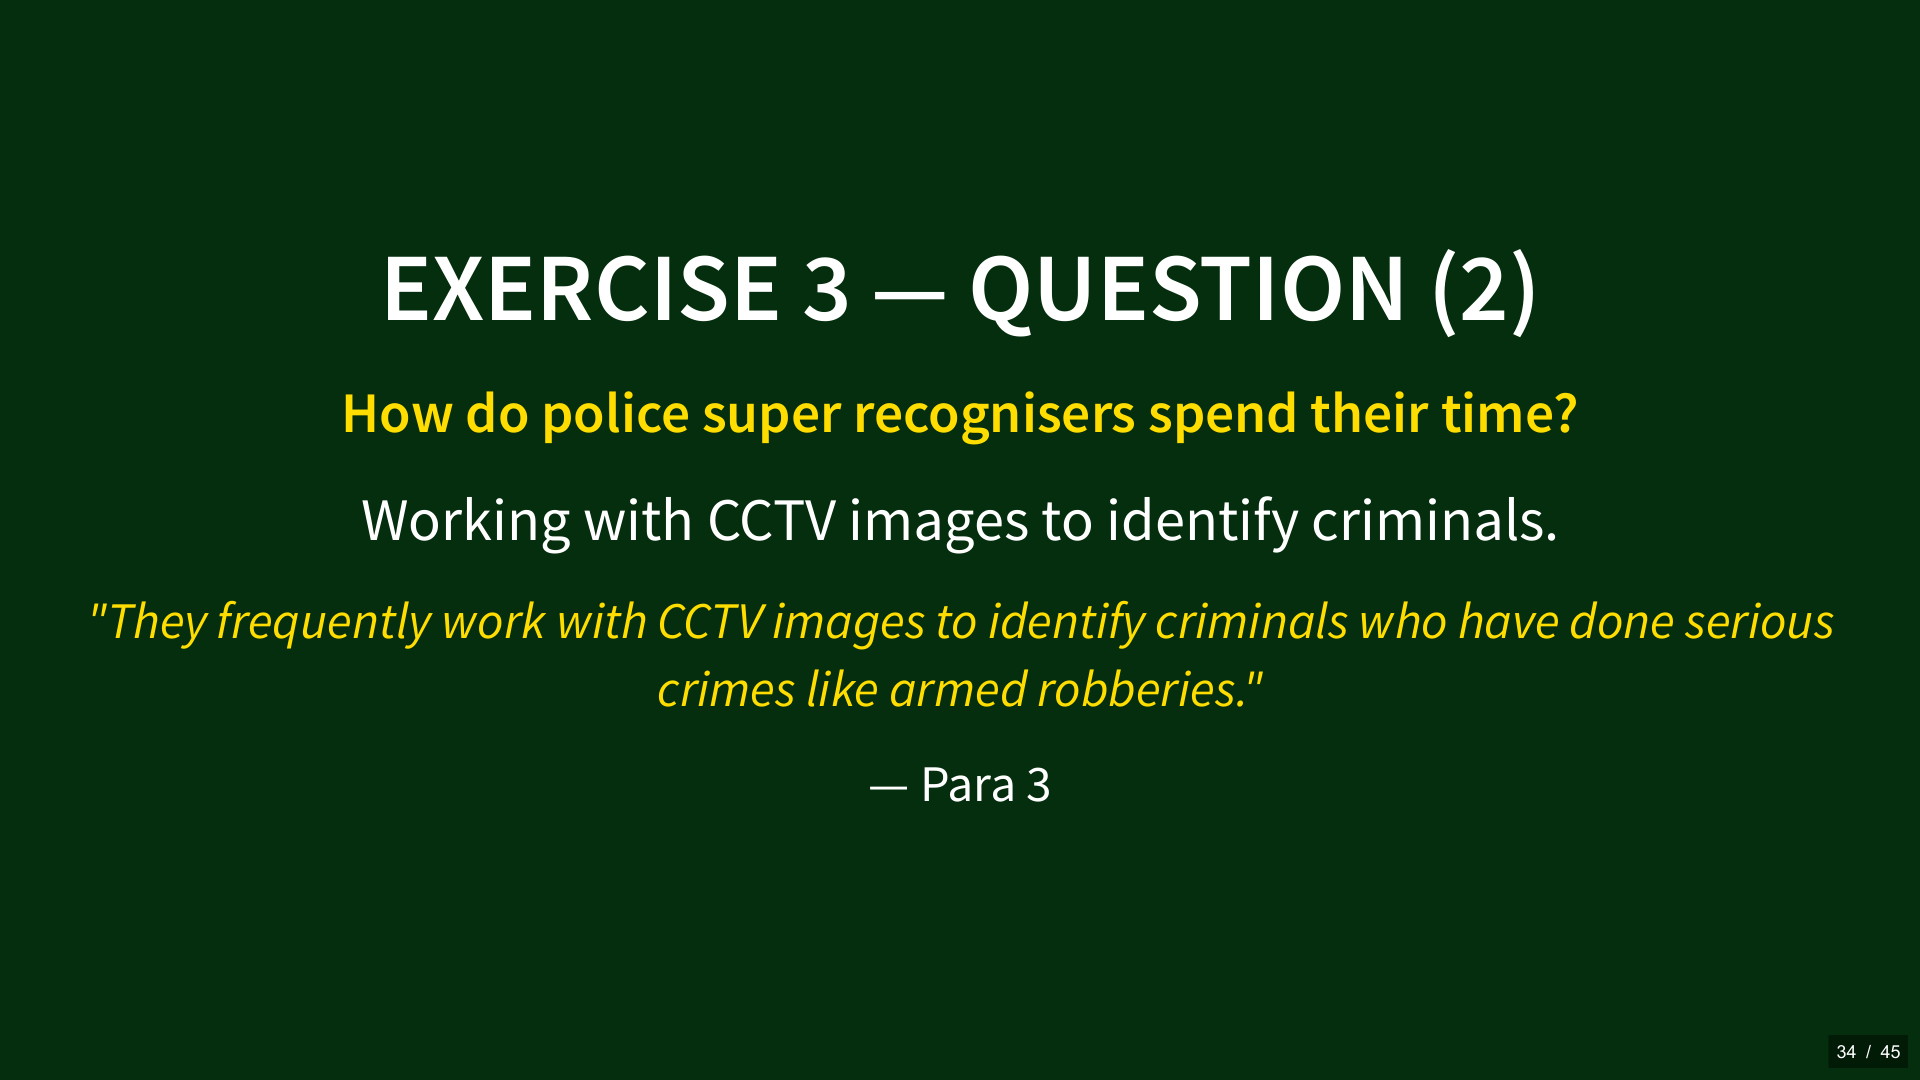 EXERCISE 3 — QUESTION (2)
How do police super recognisers spend their time?
Working with CCTV images to identify criminals.
"They frequently work with CCTV images to identify criminals who have done serious
crimes like armed robberies."
— Para 3
34 / 45